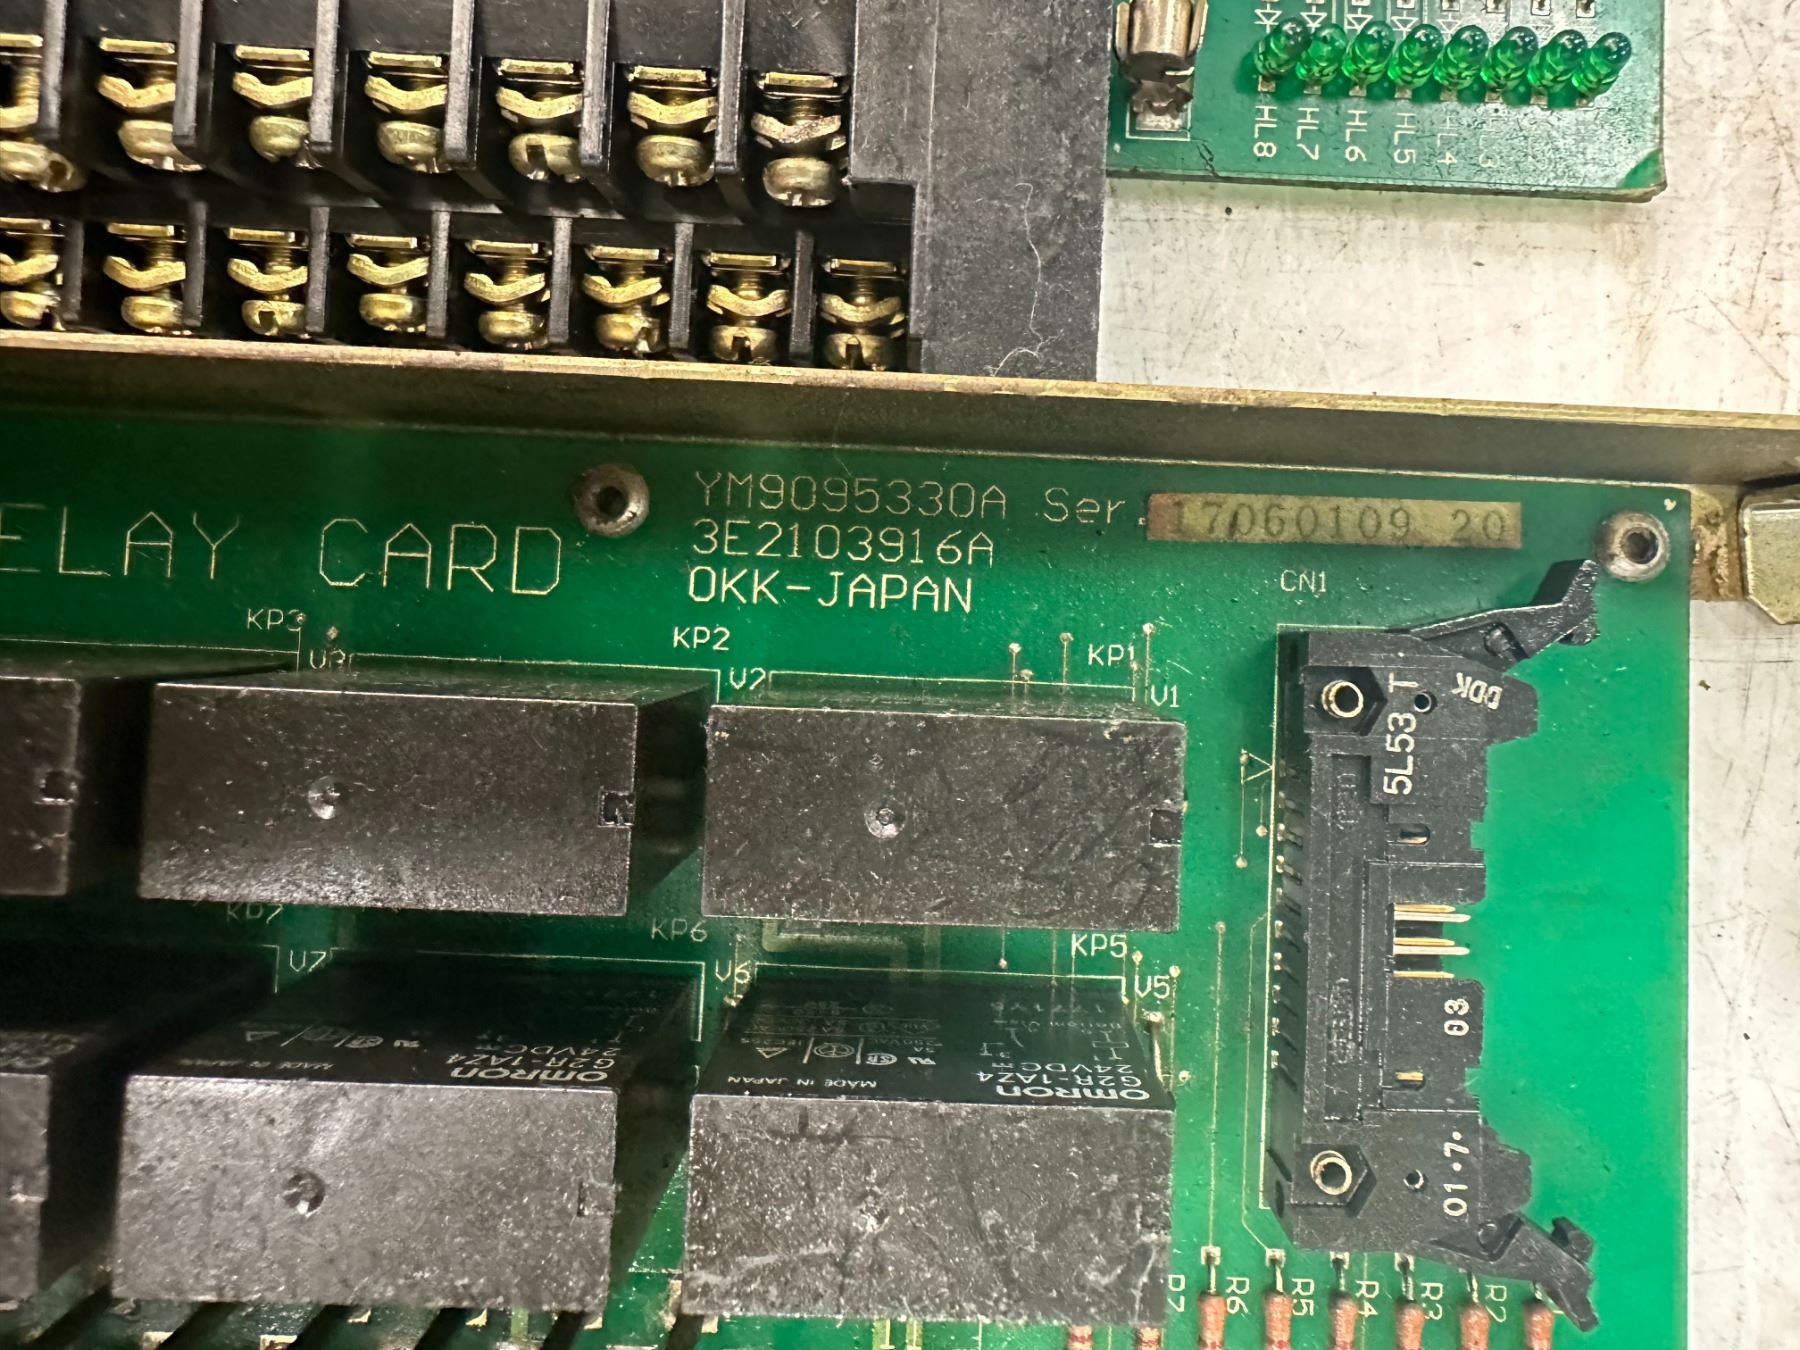 HL8
HL7
HL6
HL5
HL4
YM9095330A Ser.
17060109 20
3E2103916A
OKK-JAPAN
ELAY CARD
CN1
KP3
KP2
KP1
V2
V1
DDK
5L53 T
KP7
KP6
KP5
V7
V6
V5
OMRON
G2R-1AZ4
24VDC
MADE IN JAPAN
OMRON
G2R-1AZ4
24VDC
MADE IN JAPAN
03
01·7·
R7
R6
R5
R4
R3
R2